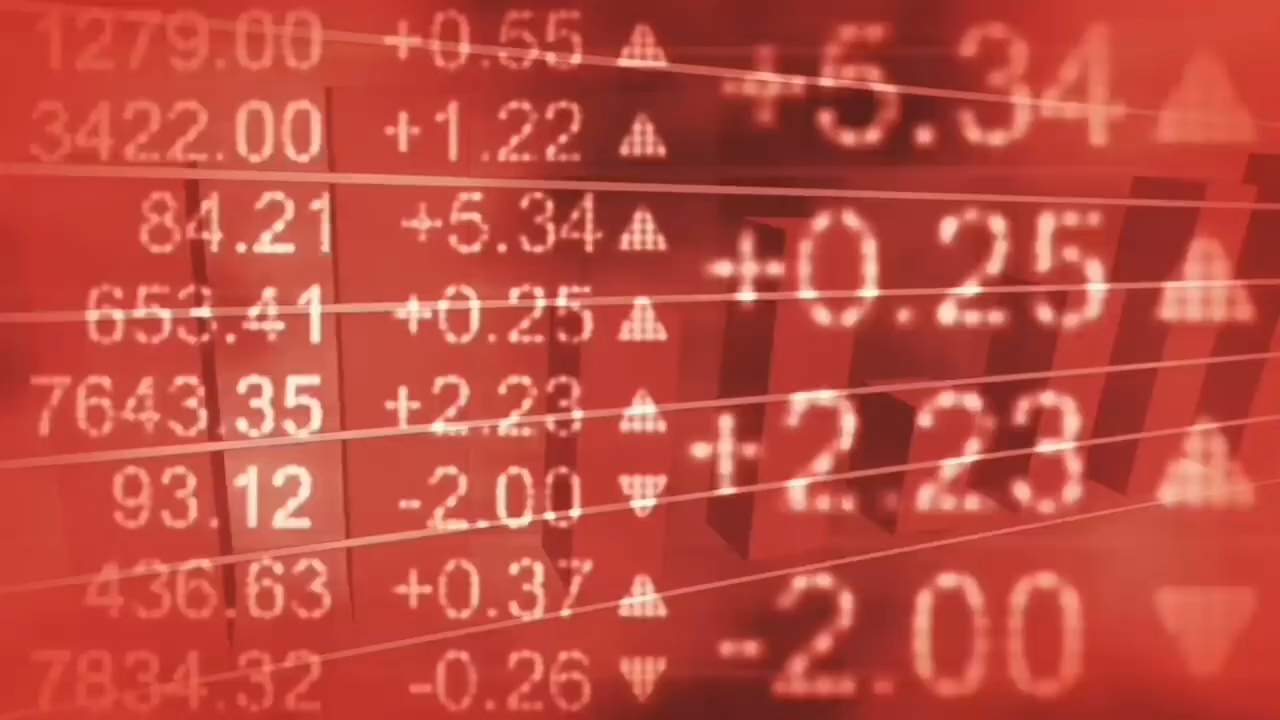 1279.00 +0.55 ▲
3422.00 +1.22 ▲
84.21 +5.34 ▲
653.41 +0.25 ▲
7643.35 +2.23 ▲
93.12 -2.00 ▼
436.63 +0.37 ▲
7834.32 -0.26 ▼
+5.34 ▲
+0.25 ▲
+2.23 ▲
-2.00 ▼